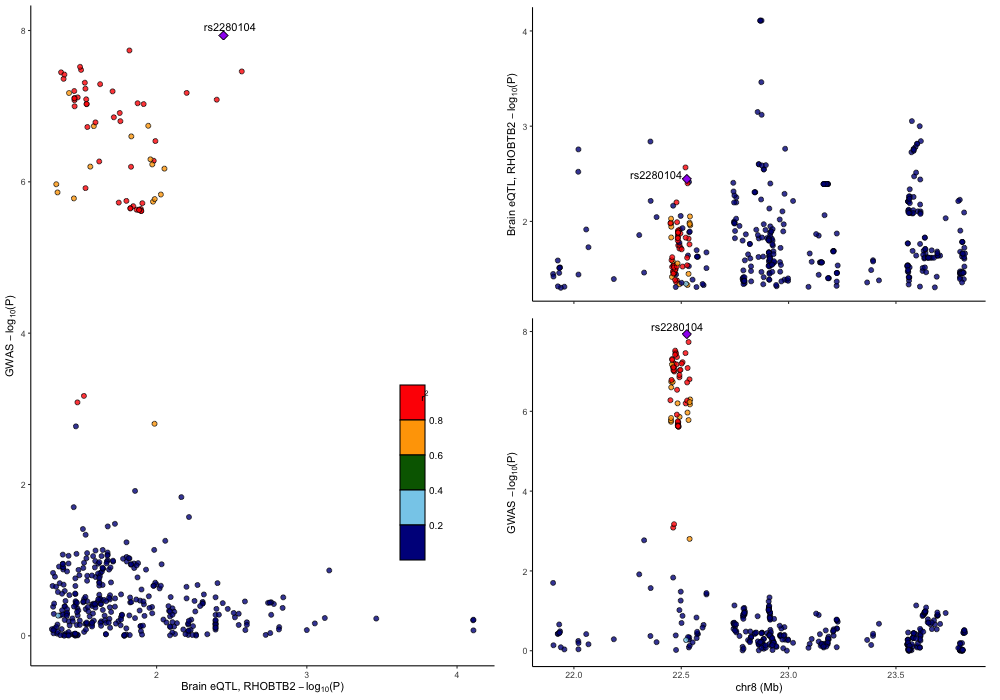 rs2280104
8
6
4
2
0
GWAS −log10(P)
2
3
4
Brain eQTL, RHOBTB2 −log10(P)
r2
0.8
0.6
0.4
0.2
4
3
2
Brain eQTL, RHOBTB2 −log10(P)
rs2280104
rs2280104
8
6
4
2
0
GWAS −log10(P)
22.0
22.5
23.0
23.5
chr8 (Mb)